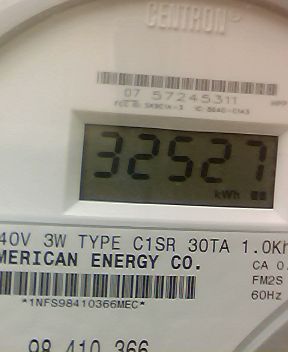 CENTRON
07 57245311
32527
kWh
40V 3W TYPE C1SR 30TA 1.0Kh
MERICAN ENERGY CO.
CA 0.
FM2S
60Hz
*1NFS98410366MEC*
98 410 366